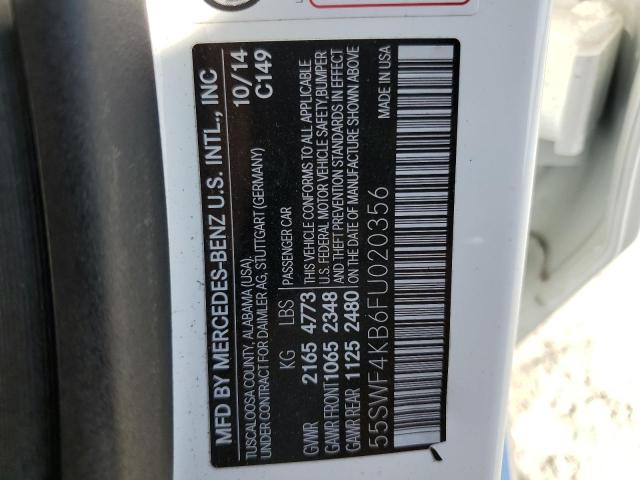 MFD BY MERCEDES-BENZ U.S. INTL., INC
TUSCALOOSA COUNTY, ALABAMA (USA).
UNDER CONTRACT FOR DAIMLER AG, STUTTGART (GERMANY)
10/14
C149
KG LBS
GVWR 2165 4773
GAWR FRONT 1065 2348
GAWR REAR 1125 2480
PASSENGER CAR
THIS VEHICLE CONFORMS TO ALL APPLICABLE
U.S. FEDERAL MOTOR VEHICLE SAFETY,BUMPER
AND THEFT PREVENTION STANDARDS IN EFFECT
ON THE DATE OF MANUFACTURE SHOWN ABOVE
55SWF4KB6FU020356
MADE IN USA